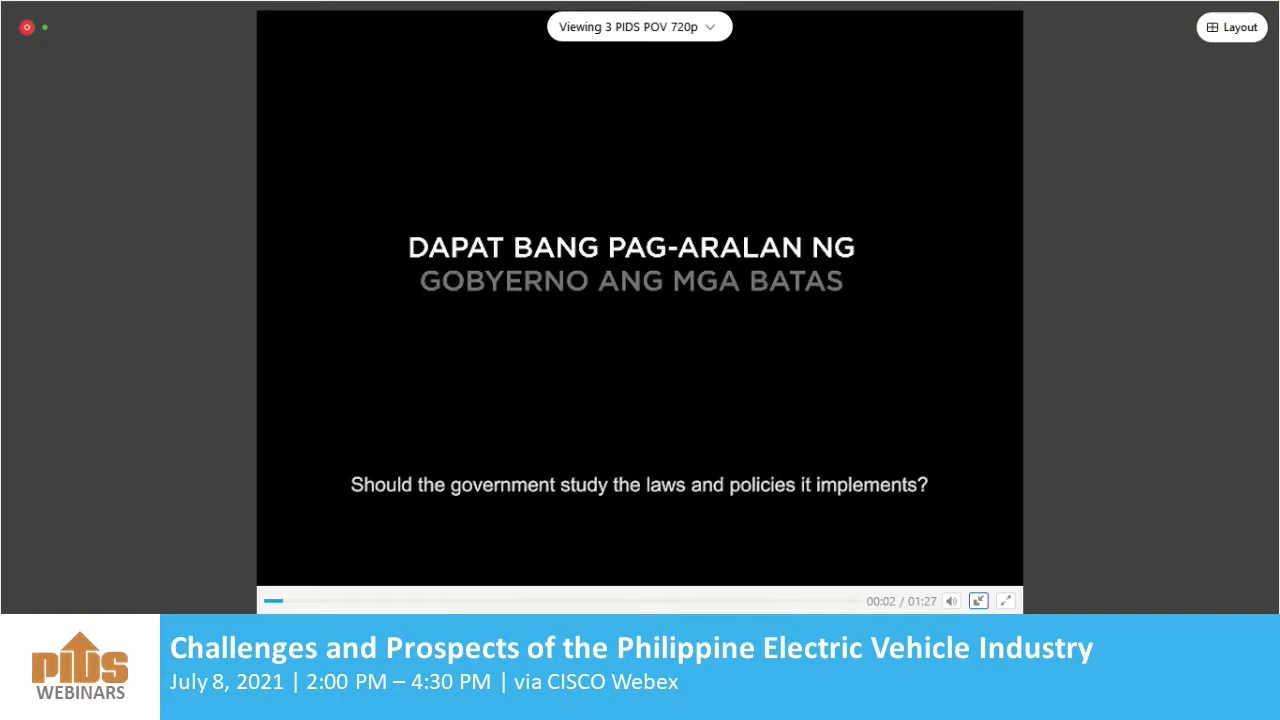 Viewing 3 PIDS POV 720p
Layout
DAPAT BANG PAG-ARALAN NG
GOBYERNO ANG MGA BATAS
Should the government study the laws and policies it implements?
00:02 / 01:27
PIDS
WEBINARS
Challenges and Prospects of the Philippine Electric Vehicle Industry
July 8, 2021 | 2:00 PM – 4:30 PM | via CISCO Webex